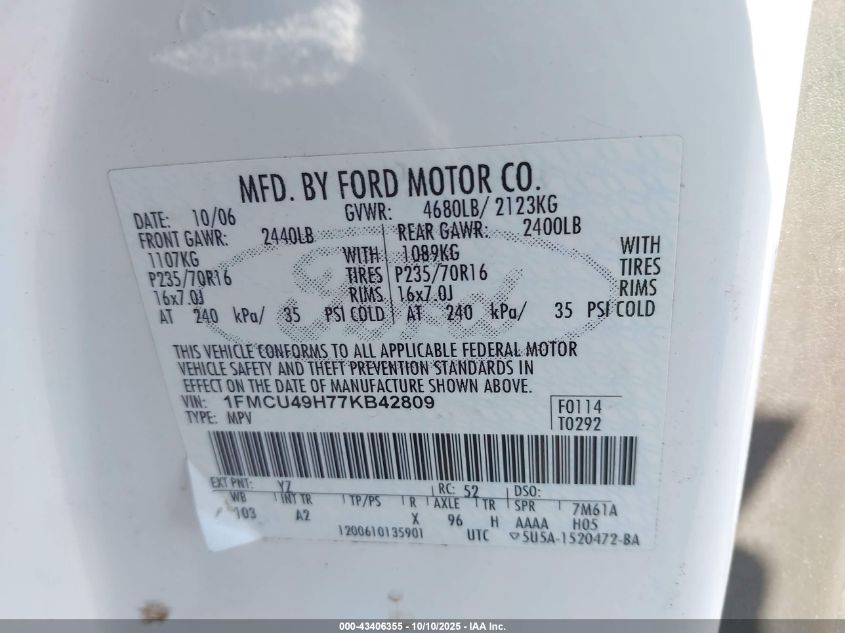 MFD. BY FORD MOTOR CO.
DATE: 10/06 GVWR: 4680LB/ 2123KG
FRONT GAWR: 2440LB REAR GAWR: 2400LB
1107KG WITH 1089KG WITH
P235/70R16 TIRES P235/70R16 TIRES
16x7.0J RIMS 16x7.0J RIMS
AT 240 kPa/ 35 PSI COLD AT 240 kPa/ 35 PSI COLD
Ford
THIS VEHICLE CONFORMS TO ALL APPLICABLE FEDERAL MOTOR
VEHICLE SAFETY AND THEFT PREVENTION STANDARDS IN
EFFECT ON THE DATE OF MANUFACTURE SHOWN ABOVE.
VIN: 1FMCU49H77KB42809 F0114
TYPE: MPV T0292
EXT PNT: YZ RC: 52 DSO:
WB INT TR TP/PS R AXLE TR SPR 7M61A
103 A2 X 96 H AAAA H05
1200610135901 UTC ▽5U5A-1520472-BA
000-43406355 - 10/10/2025 - IAA Inc.